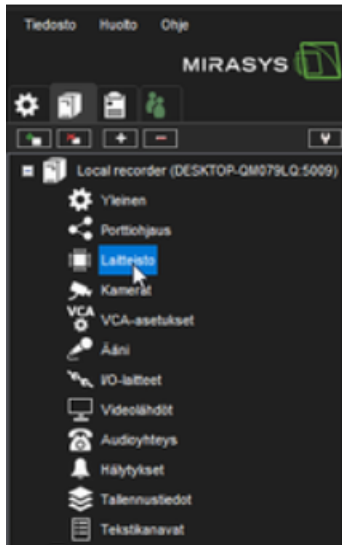 Tiedosto Huolto Ohje
MIRASYS
Local recorder (DESKTOP-QM079LQ:5009)
Yleinen
Porttiohjaus
Laitteisto
Kamerat
VCA VCA-asetukset
Ääni
I/O-laitteet
Videolähdöt
Audioyhteys
Hälytykset
Tallennustiedot
Tekstikanavat